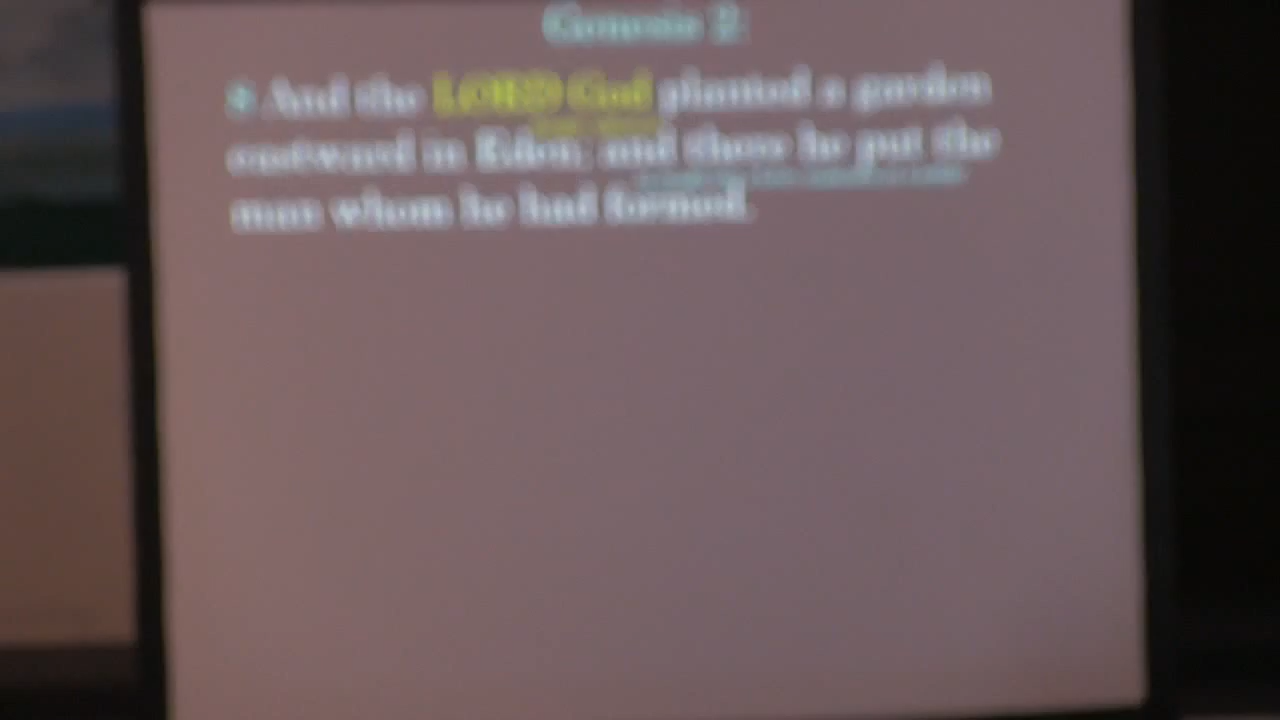 Genesis 2:
8 And the LORD God planted a garden
eastward in Eden; and there he put the
man whom he had formed.